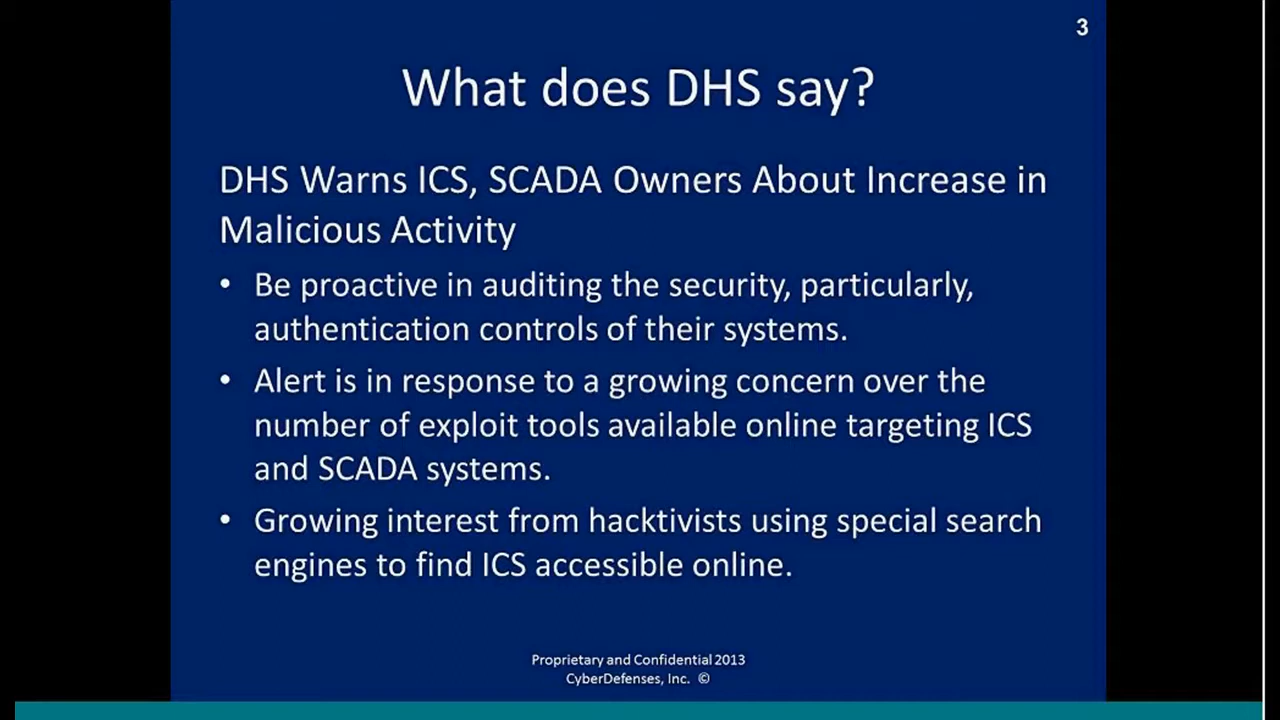 3
What does DHS say?
DHS Warns ICS, SCADA Owners About Increase in
Malicious Activity
• Be proactive in auditing the security, particularly,
authentication controls of their systems.
• Alert is in response to a growing concern over the
number of exploit tools available online targeting ICS
and SCADA systems.
• Growing interest from hacktivists using special search
engines to find ICS accessible online.
Proprietary and Confidential 2013
CyberDefenses, Inc. ©